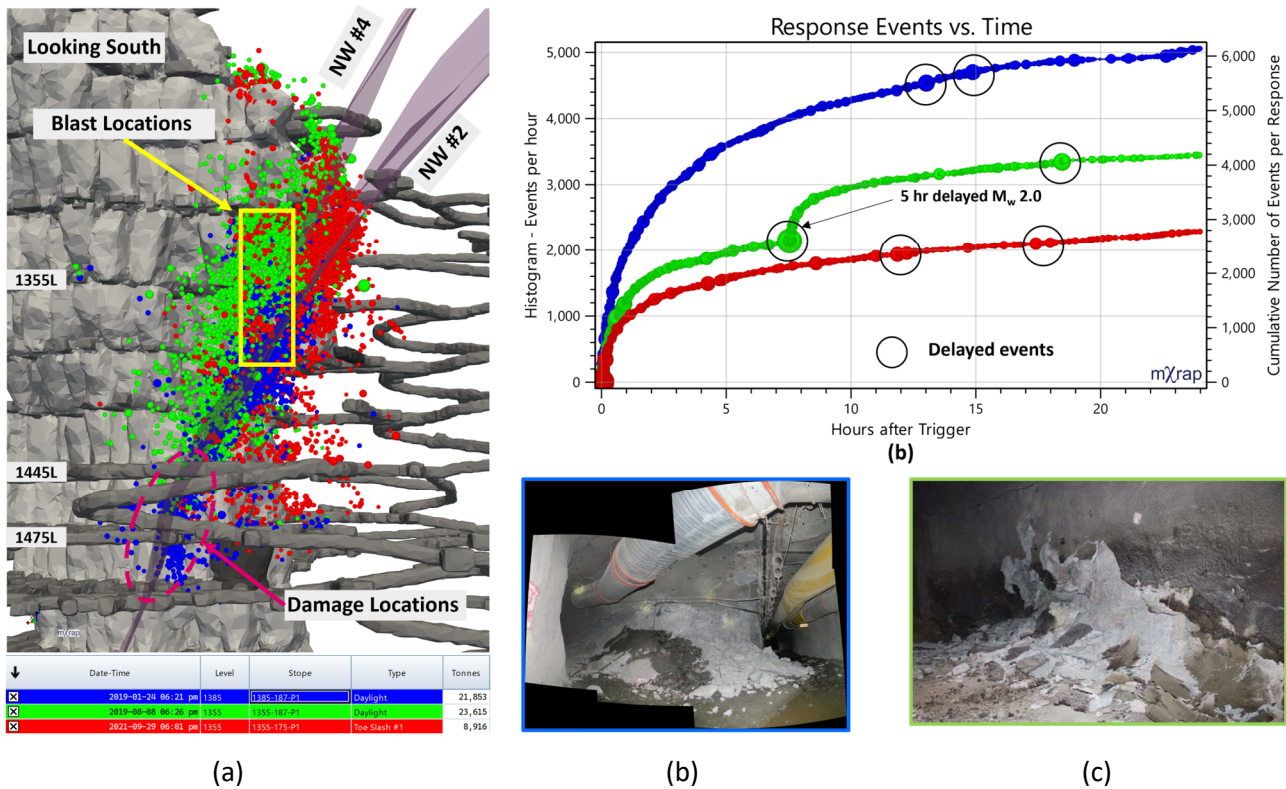 Looking South
NW #4
NW #2
Blast Locations
1355L
1445L
1475L
Damage Locations
mXrap
Date-Time Level Stope Type Tonnes
2019-01-24 06:21 pm 1385 1385-187-P1 Daylight 21,853
2019-08-08 06:26 pm 1355 1355-187-P1 Daylight 23,615
2021-09-29 06:01 pm 1355 1355-175-P1 Toe Slash #1 8,916
(a)
Response Events vs. Time
Histogram - Events per hour
5,000
4,000
3,000
2,000
1,000
0
Cumulative Number of Events per Response
6,000
5,000
4,000
3,000
2,000
1,000
0
5 hr delayed Mw 2.0
Delayed events
mXrap
0 5 10 15 20
Hours after Trigger
(b)
(b)
(c)